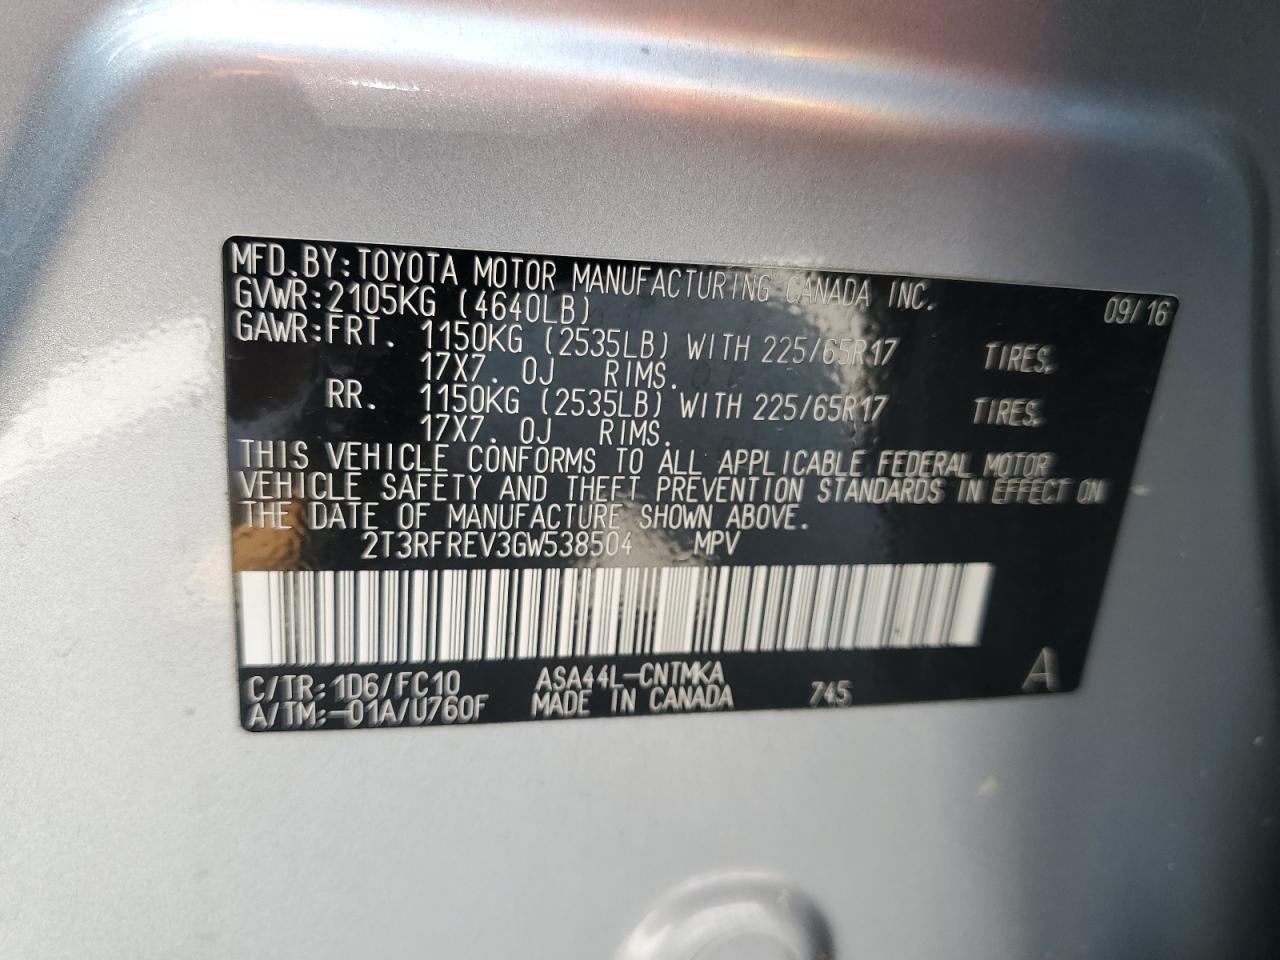 MFD.BY:TOYOTA MOTOR MANUFACTURING CANADA INC. 09/16
GVWR:2105KG (4640LB)
GAWR:FRT. 1150KG (2535LB) WITH 225/65R17 TIRES.
17X7. 0J RIMS.
RR. 1150KG (2535LB) WITH 225/65R17 TIRES.
17X7. 0J RIMS.
THIS VEHICLE CONFORMS TO ALL APPLICABLE FEDERAL MOTOR
VEHICLE SAFETY AND THEFT PREVENTION STANDARDS IN EFFECT ON
THE DATE OF MANUFACTURE SHOWN ABOVE.
2T3RFREV3GW538504 MPV
C/TR: 1D6/FC10 ASA44L-CNTMKA A
A/TM:-01A/U760F MADE IN CANADA 745